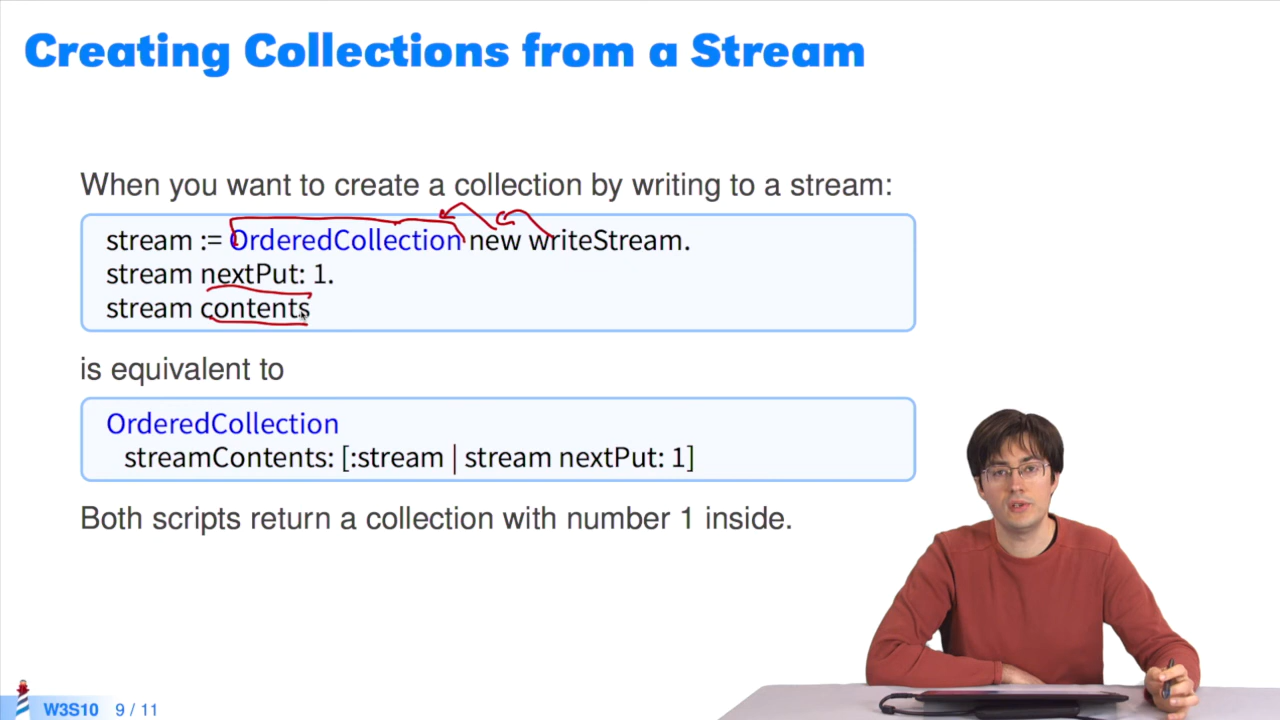 Creating Collections from a Stream
When you want to create a collection by writing to a stream:
stream := OrderedCollection new writeStream.
stream nextPut: 1.
stream contents
is equivalent to
OrderedCollection
streamContents: [:stream | stream nextPut: 1]
Both scripts return a collection with number 1 inside.
W3S10 9 / 11